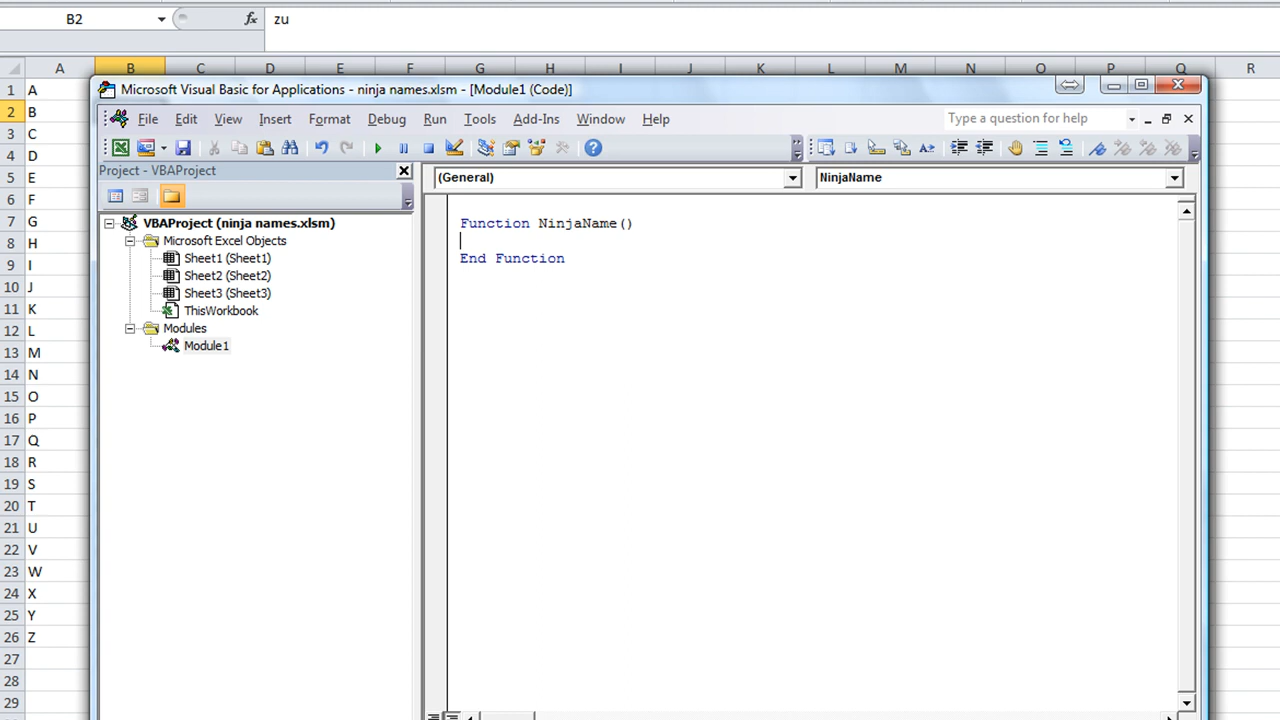 B2 fx zu
A B C D E F G H I J K L M N O P Q R
1 A
2 B
3 C
4 D
5 E
6 F
7 G
8 H
9 I
10 J
11 K
12 L
13 M
14 N
15 O
16 P
17 Q
18 R
19 S
20 T
21 U
22 V
23 W
24 X
25 Y
26 Z
27
28
29
Microsoft Visual Basic for Applications - ninja names.xlsm - [Module1 (Code)]
File Edit View Insert Format Debug Run Tools Add-Ins Window Help Type a question for help
Project - VBAProject
VBAProject (ninja names.xlsm)
Microsoft Excel Objects
Sheet1 (Sheet1)
Sheet2 (Sheet2)
Sheet3 (Sheet3)
ThisWorkbook
Modules
Module1
(General) NinjaName
Function NinjaName()
End Function